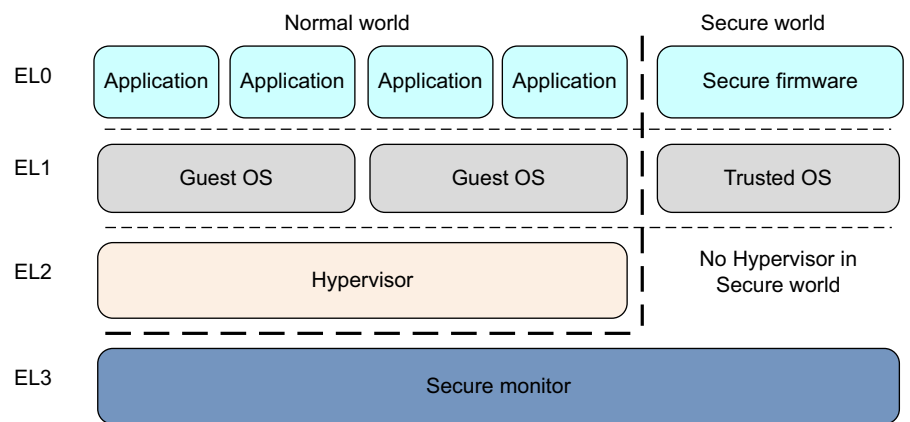 Normal world
Secure world
EL0
Application
Application
Application
Application
Secure firmware
EL1
Guest OS
Guest OS
Trusted OS
EL2
Hypervisor
No Hypervisor in
Secure world
EL3
Secure monitor